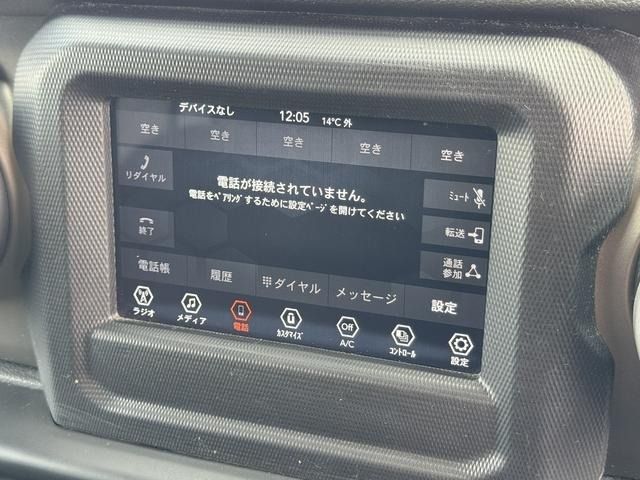 デバイスなし 12:05 14°C 外
空き 空き 空き 空き 空き
リダイヤル
電話が接続されていません。
電話をﾍﾟｱﾘﾝｸﾞするために設定ﾍﾟｰｼﾞを開けてください
ﾐｭｰﾄ
終了
転送
通話
参加
電話帳 履歴 ダイヤル メッセージ 設定
ラジオ メディア 電話 ｶｽﾀﾏｲｽﾞ Off A/C ｺﾝﾄﾛｰﾙ 設定